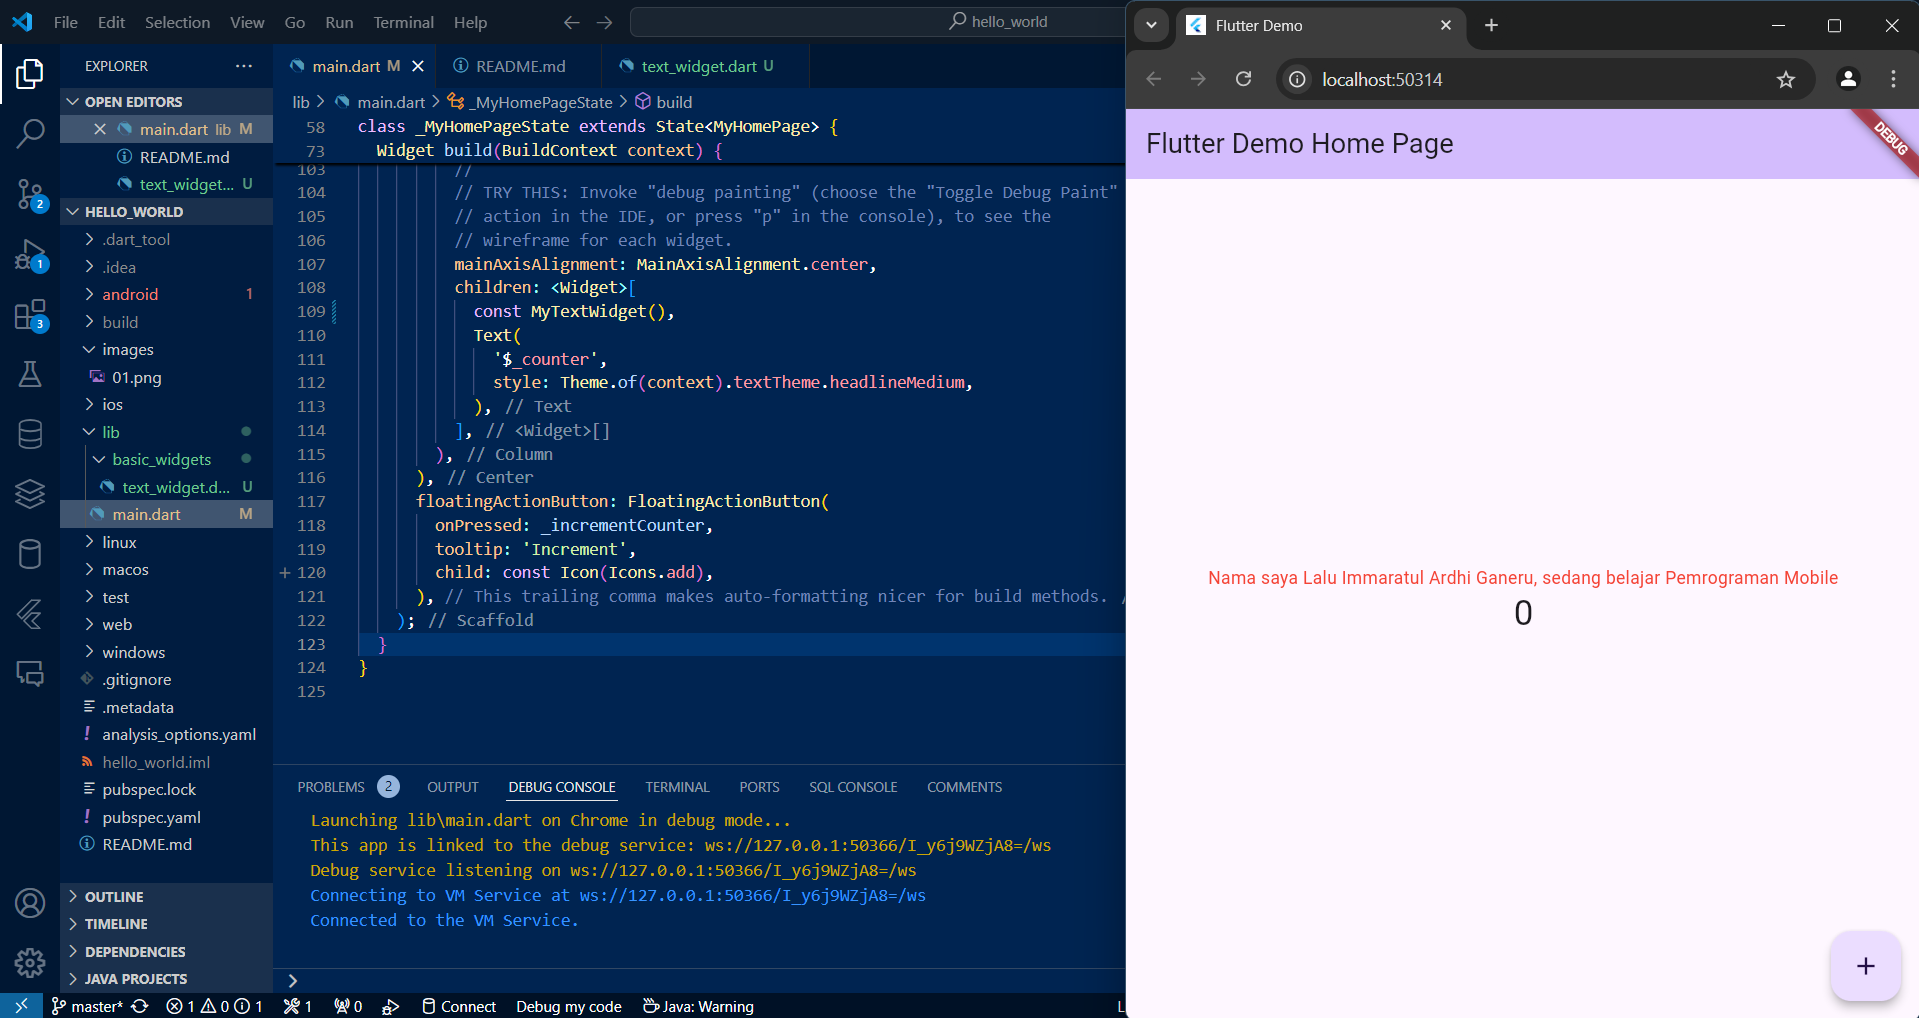 File Edit Selection View Go Run Terminal Help
hello_world
EXPLORER
OPEN EDITORS
main.dart lib M
README.md
text_widget... U
HELLO_WORLD
.dart_tool
.idea
android 1
build
images
01.png
ios
lib
basic_widgets
text_widget.d... U
main.dart M
linux
macos
test
web
windows
.gitignore
.metadata
analysis_options.yaml
hello_world.iml
pubspec.lock
pubspec.yaml
README.md
OUTLINE
TIMELINE
DEPENDENCIES
JAVA PROJECTS
2
1
3
main.dart M
README.md
text_widget.dart U
lib > main.dart > _MyHomePageState > build
58 class _MyHomePageState extends State<MyHomePage> {
73 Widget build(BuildContext context) {
103 //
104 // TRY THIS: Invoke "debug painting" (choose the "Toggle Debug Paint"
105 // action in the IDE, or press "p" in the console), to see the
106 // wireframe for each widget.
107 mainAxisAlignment: MainAxisAlignment.center,
108 children: <Widget>[
109 const MyTextWidget(),
110 Text(
111 '$_counter',
112 style: Theme.of(context).textTheme.headlineMedium,
113 ), // Text
114 ], // <Widget>[]
115 ), // Column
116 ), // Center
117 floatingActionButton: FloatingActionButton(
118 onPressed: _incrementCounter,
119 tooltip: 'Increment',
120 child: const Icon(Icons.add),
121 ), // This trailing comma makes auto-formatting nicer for build methods. /
122 ); // Scaffold
123 }
124 }
125
PROBLEMS 2 OUTPUT DEBUG CONSOLE TERMINAL PORTS SQL CONSOLE COMMENTS
Launching lib\main.dart on Chrome in debug mode...
This app is linked to the debug service: ws://127.0.0.1:50366/I_y6j9WZjA8=/ws
Debug service listening on ws://127.0.0.1:50366/I_y6j9WZjA8=/ws
Connecting to VM Service at ws://127.0.0.1:50366/I_y6j9WZjA8=/ws
Connected to the VM Service.
master* 1 0 1 1 0 Connect Debug my code Java: Warning L
Flutter Demo
localhost:50314
Flutter Demo Home Page
DEBUG
Nama saya Lalu Immaratul Ardhi Ganeru, sedang belajar Pemrograman Mobile
0